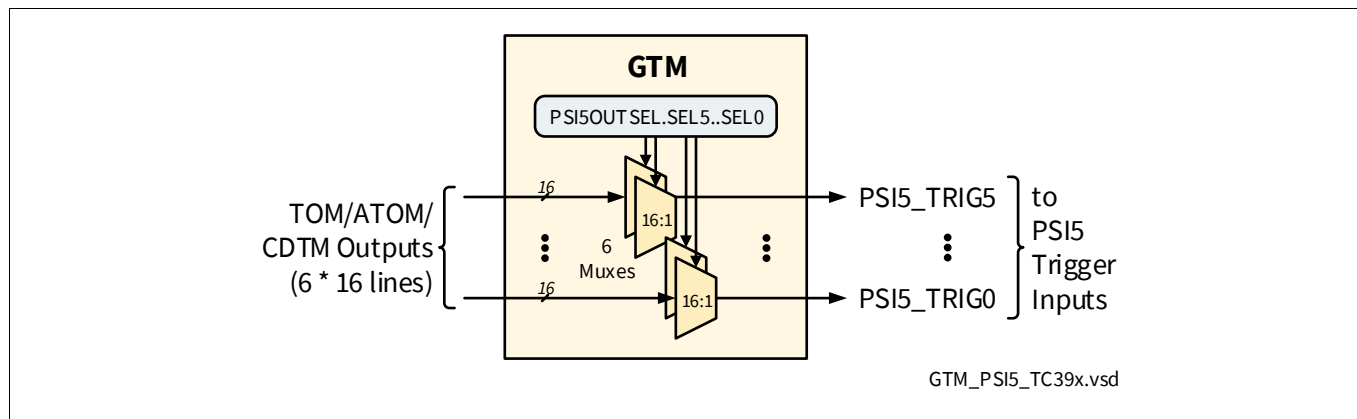 GTM
PSI5OUTSEL.SEL5..SEL0
TOM/ATOM/
CDTM Outputs
(6 * 16 lines)
16
16:1
PSI5_TRIG5
6
Muxes
16
16:1
PSI5_TRIG0
to
PSI5
Trigger
Inputs
GTM_PSI5_TC39x.vsd